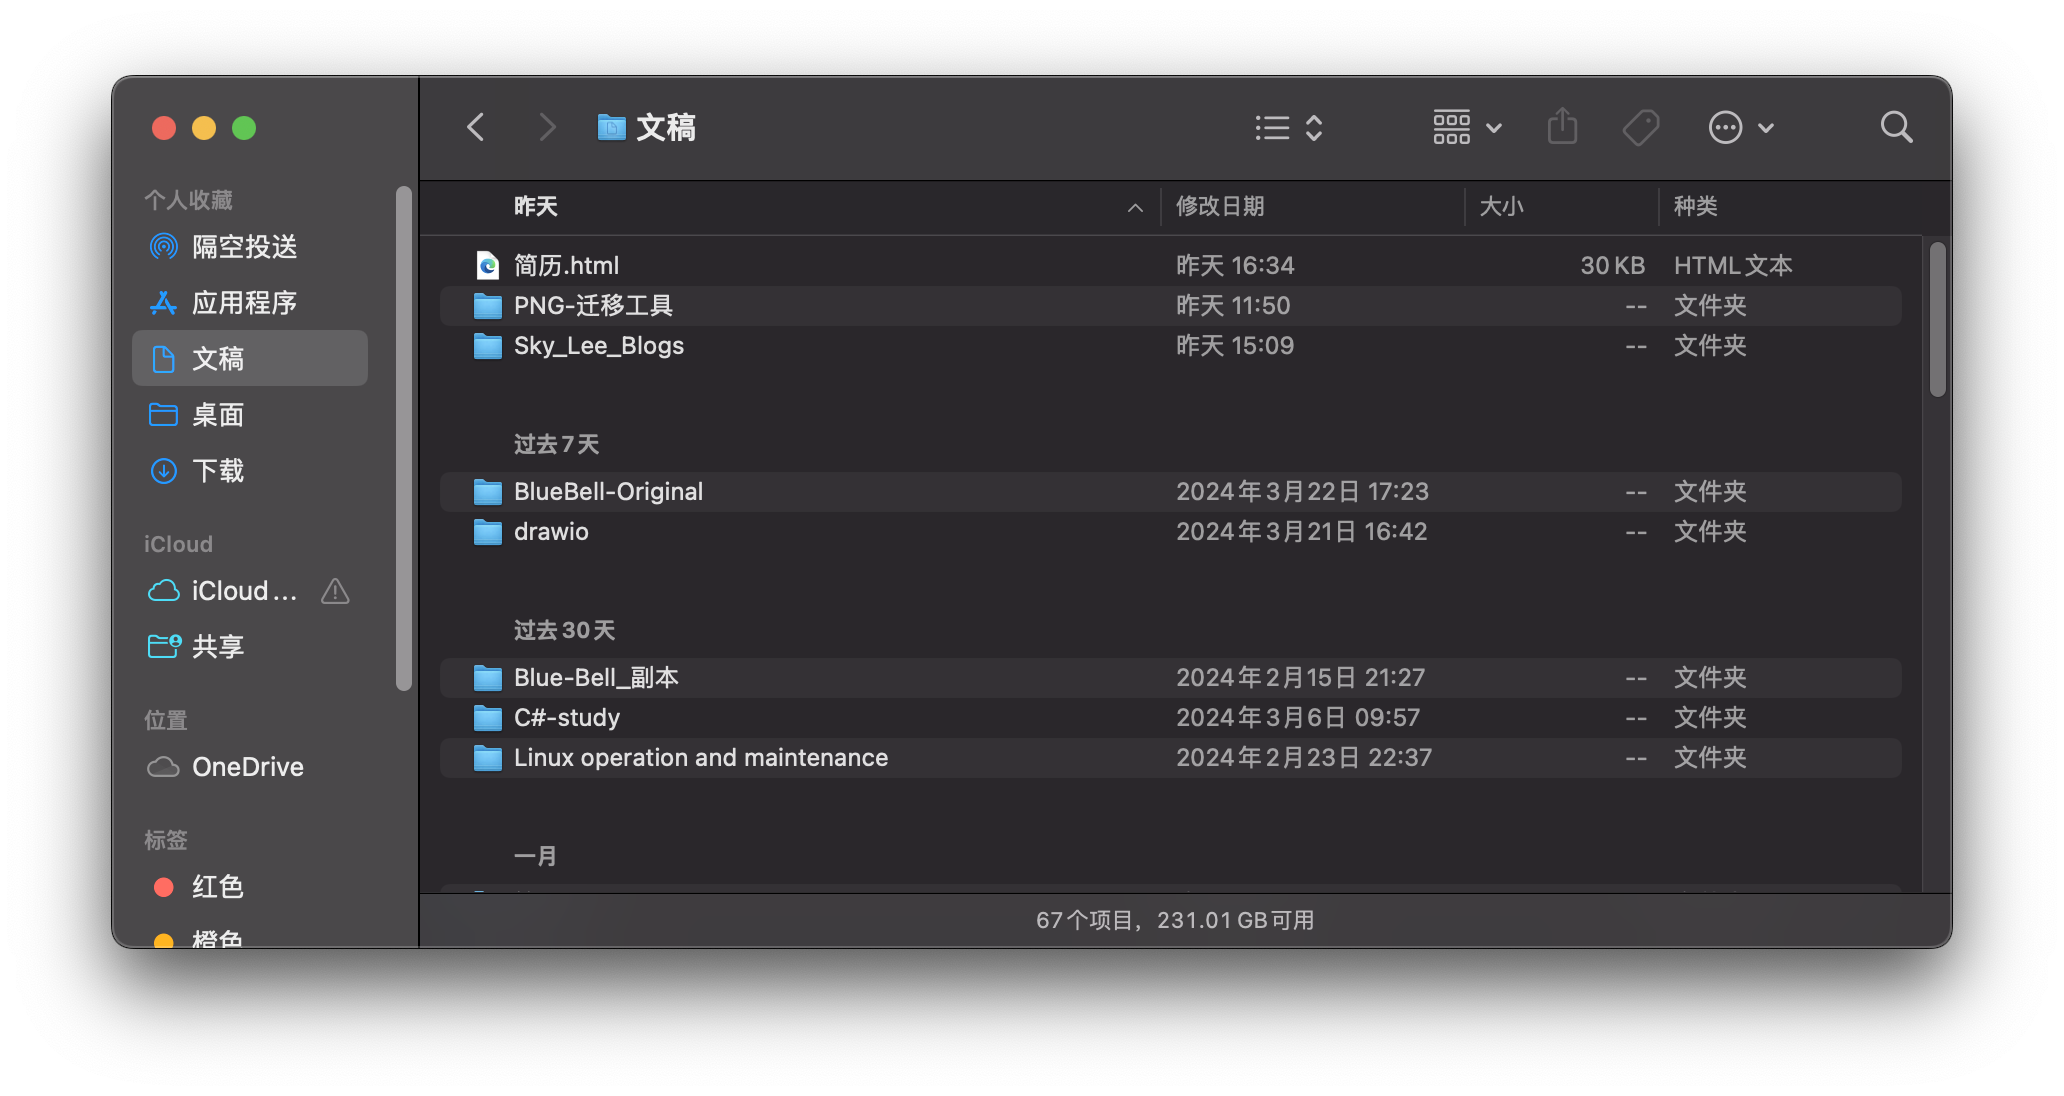 文稿
个人收藏
隔空投送
应用程序
文稿
桌面
下载
iCloud
iCloud…
共享
位置
OneDrive
标签
红色
橙色
昨天 修改日期 大小 种类
简历.html 昨天 16:34 30 KB HTML文本
PNG-迁移工具 昨天 11:50 -- 文件夹
Sky_Lee_Blogs 昨天 15:09 -- 文件夹
过去7天
BlueBell-Original 2024年3月22日 17:23 -- 文件夹
drawio 2024年3月21日 16:42 -- 文件夹
过去30天
Blue-Bell_副本 2024年2月15日 21:27 -- 文件夹
C#-study 2024年3月6日 09:57 -- 文件夹
Linux operation and maintenance 2024年2月23日 22:37 -- 文件夹
一月
67个项目，231.01 GB可用